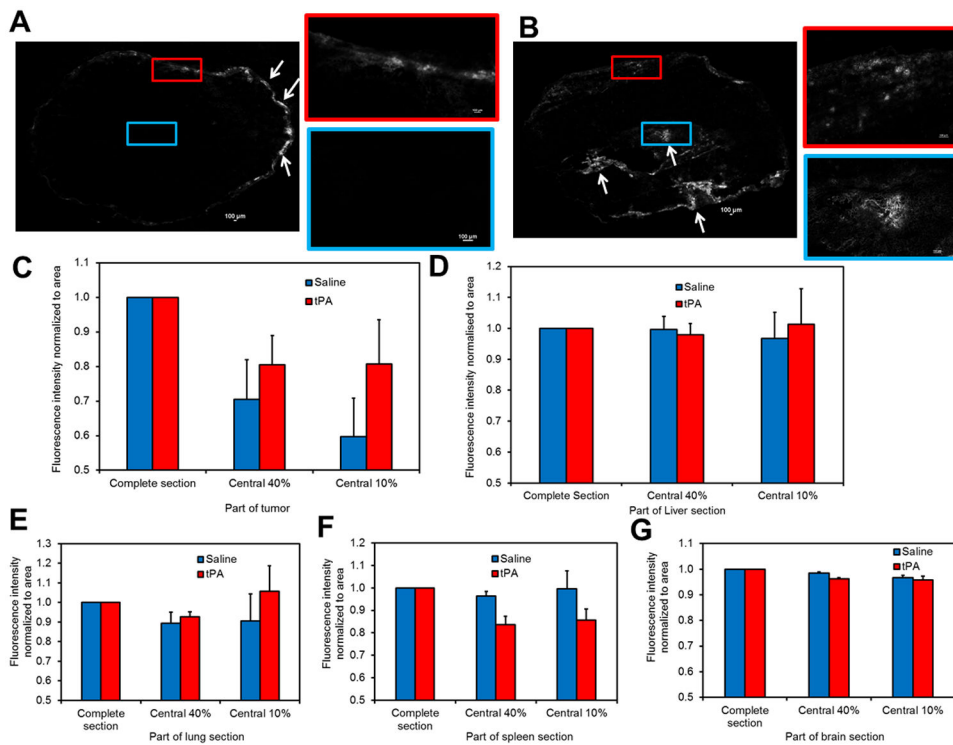 A
B
100 µm
100 µm
100 µm
C
Fluorescence intensity normalized to area
1.1
1.0
0.9
0.8
0.7
0.6
0.5
Saline
tPA
Complete section
Central 40%
Central 10%
Part of tumor
D
Fluorescence intensity normalised to area
1.2
1.1
1.0
0.9
0.8
0.7
0.6
0.5
Saline
tPA
Complete Section
Central 40%
Central 10%
Part of Liver section
E
Fluorescence intensity
normalized to area
1.3
1.2
1.1
1.0
0.9
0.8
0.7
0.6
0.5
Saline
tPA
Complete
section
Central 40%
Central 10%
Part of lung section
F
Fluorescence intensity
normalized to area
1.2
1.1
1.0
0.9
0.8
0.7
0.6
0.5
Saline
tPA
Complete
section
Central 40%
Central 10%
Part of spleen section
G
Fluorescence intensity
normalized to area
1.1
1.0
0.9
0.8
0.7
0.6
0.5
Saline
tPA
Complete
section
Central 40%
Central 10%
Part of brain section